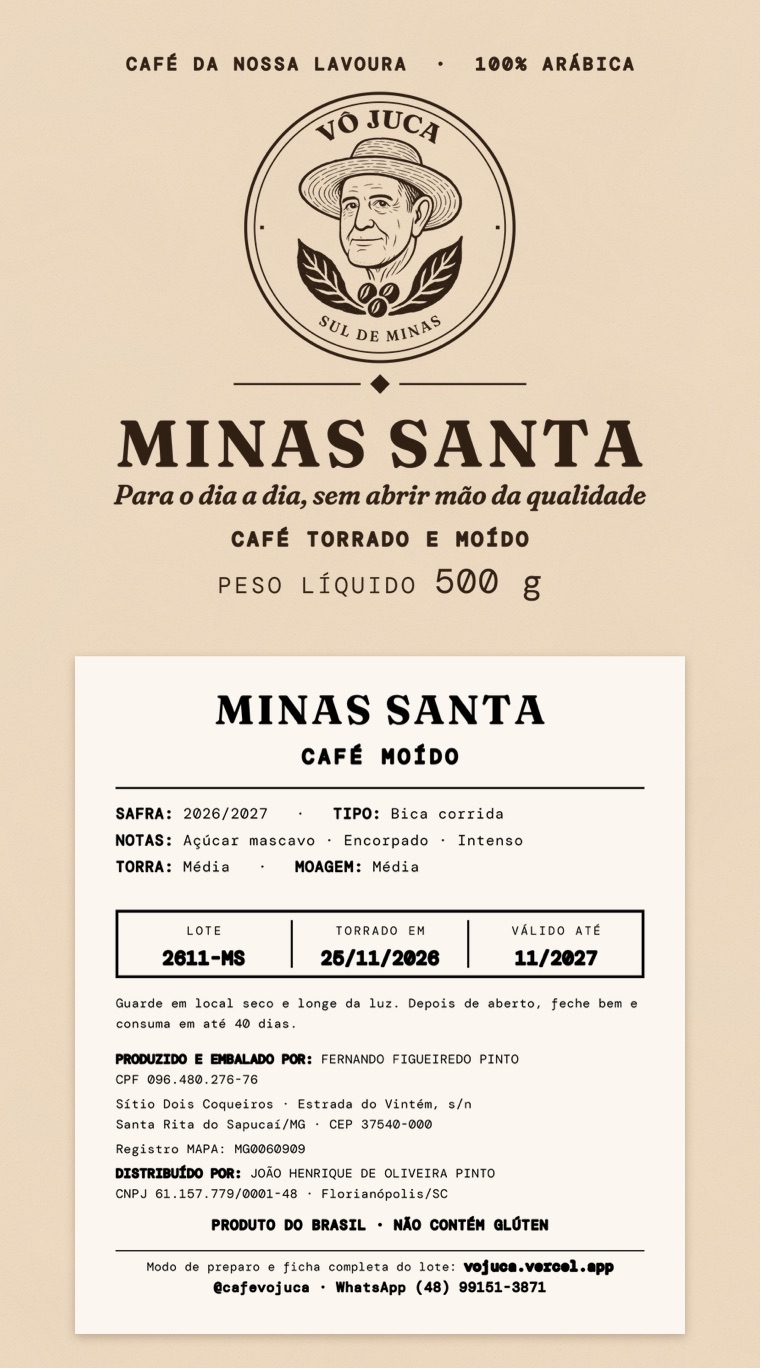 CAFÉ DA NOSSA LAVOURA · 100% ARÁBICA
VÔ JUCA
SUL DE MINAS
MINAS SANTA
Para o dia a dia, sem abrir mão da qualidade
CAFÉ TORRADO E MOÍDO
PESO LÍQUIDO 500 g
MINAS SANTA
CAFÉ MOÍDO
SAFRA: 2026/2027 · TIPO: Bica corrida
NOTAS: Açúcar mascavo · Encorpado · Intenso
TORRA: Média · MOAGEM: Média
LOTE TORRADO EM VÁLIDO ATÉ
2611-MS 25/11/2026 11/2027
Guarde em local seco e longe da luz. Depois de aberto, feche bem e
consuma em até 40 dias.
PRODUZIDO E EMBALADO POR: FERNANDO FIGUEIREDO PINTO
CPF 096.480.276-76
Sítio Dois Coqueiros · Estrada do Vintém, s/n
Santa Rita do Sapucaí/MG · CEP 37540-000
Registro MAPA: MG0060909
DISTRIBUÍDO POR: JOÃO HENRIQUE DE OLIVEIRA PINTO
CNPJ 61.157.779/0001-48 · Florianópolis/SC
PRODUTO DO BRASIL · NÃO CONTÉM GLÚTEN
Modo de preparo e ficha completa do lote: vojuca.vercel.app
@cafevojuca · WhatsApp (48) 99151-3871